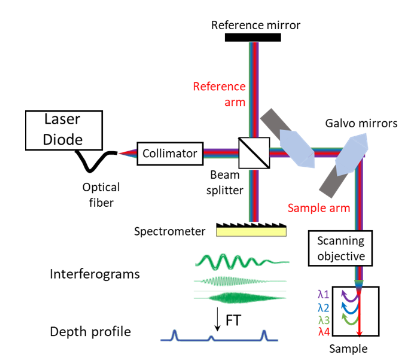 Reference mirror
Reference
arm
Laser
Diode
Galvo mirrors
Collimator
Optical
fiber
Beam
splitter
Sample arm
Spectrometer
Scanning
objective
Interferograms
λ1
λ2
λ3
λ4
FT
Depth profile
Sample